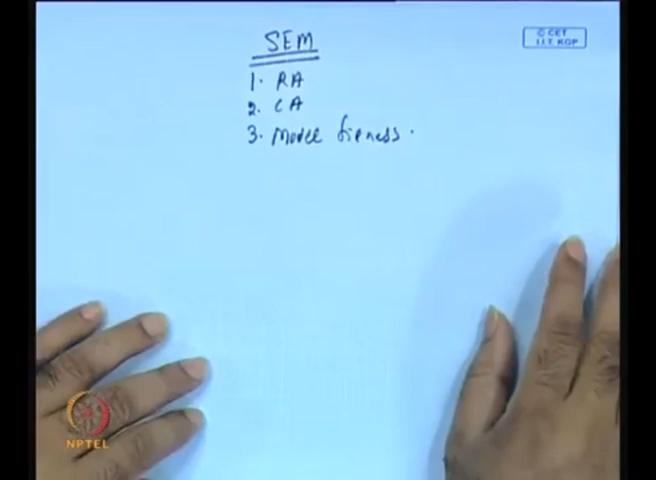 SEM
© CET
I.I.T. KGP
1. RA
2. CA
3. Model fitness.
NPTEL